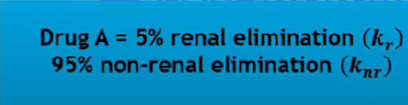 Drug A = 5% renal elimination (kᵣ)
95% non-renal elimination (kₙᵣ)